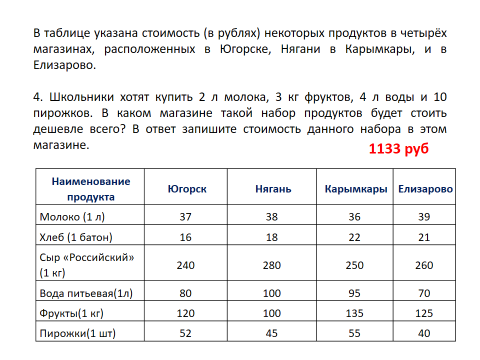 В таблице указана стоимость (в рублях) некоторых продуктов в четырёх
магазинах, расположенных в Югорске, Нягани в Карымкары, и в
Елизарово.
4. Школьники хотят купить 2 л молока, 3 кг фруктов, 4 л воды и 10
пирожков. В каком магазине такой набор продуктов будет стоить
дешевле всего? В ответ запишите стоимость данного набора в этом
магазине.
1133 руб
Наименование продукта Югорск Нягань Карымкары Елизарово
Молоко (1 л) 37 38 36 39
Хлеб (1 батон) 16 18 22 21
Сыр «Российский» (1 кг) 240 280 250 260
Вода питьевая(1л) 80 100 95 70
Фрукты(1 кг) 120 100 135 125
Пирожки(1 шт) 52 45 55 40